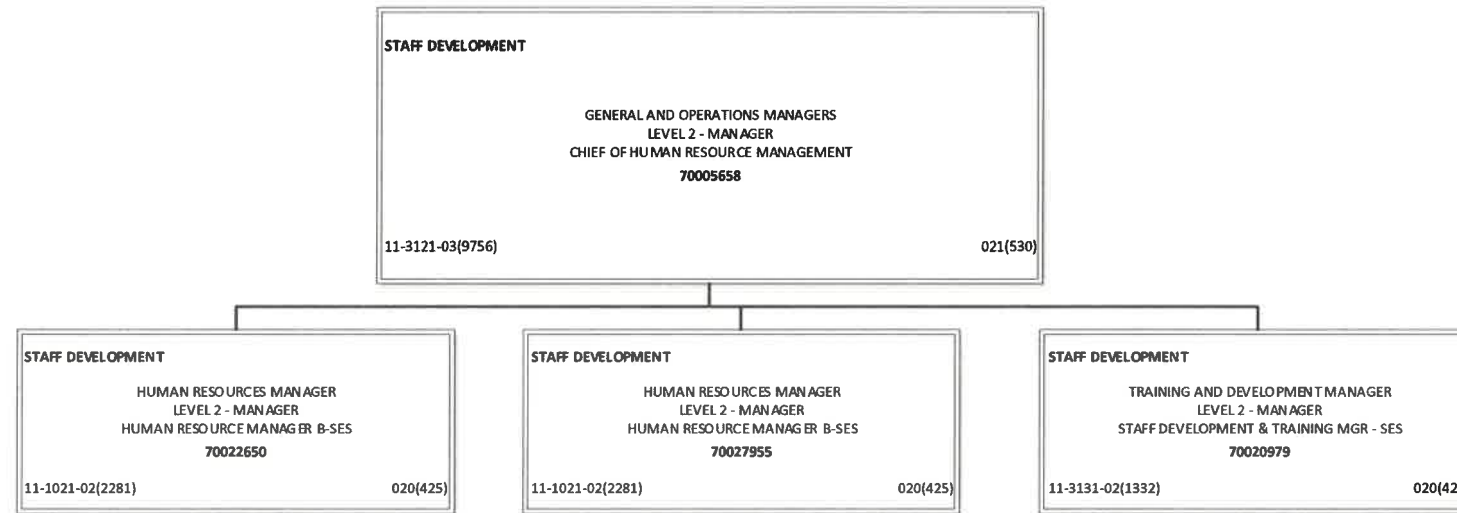 STAFF DEVELOPMENT
GENERAL AND OPERATIONS MANAGERS
LEVEL 2 - MANAGER
CHIEF OF HUMAN RESOURCE MANAGEMENT
70005658
11-3121-03(9756) 021(530)
STAFF DEVELOPMENT
HUMAN RESOURCES MANAGER
LEVEL 2 - MANAGER
HUMAN RESOURCE MANAGER B-SES
70022650
11-1021-02(2281) 020(425)
STAFF DEVELOPMENT
HUMAN RESOURCES MANAGER
LEVEL 2 - MANAGER
HUMAN RESOURCE MANAGER B-SES
70027955
11-1021-02(2281) 020(425)
STAFF DEVELOPMENT
TRAINING AND DEVELOPMENT MANAGER
LEVEL 2 - MANAGER
STAFF DEVELOPMENT & TRAINING MGR - SES
70020979
11-3131-02(1332) 020(42